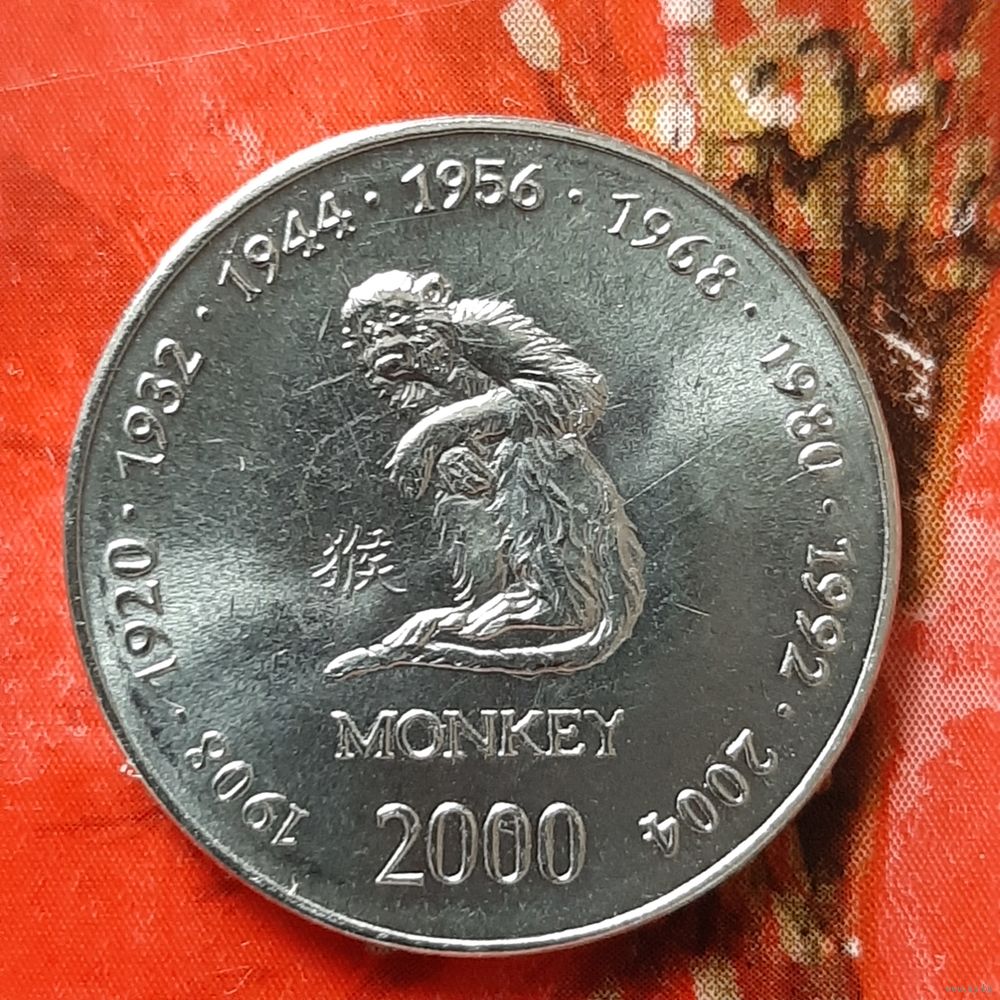 1908 · 1920 · 1932 · 1944 · 1956 · 1968 · 1980 · 1992 · 2004
猴
MONKEY
2000